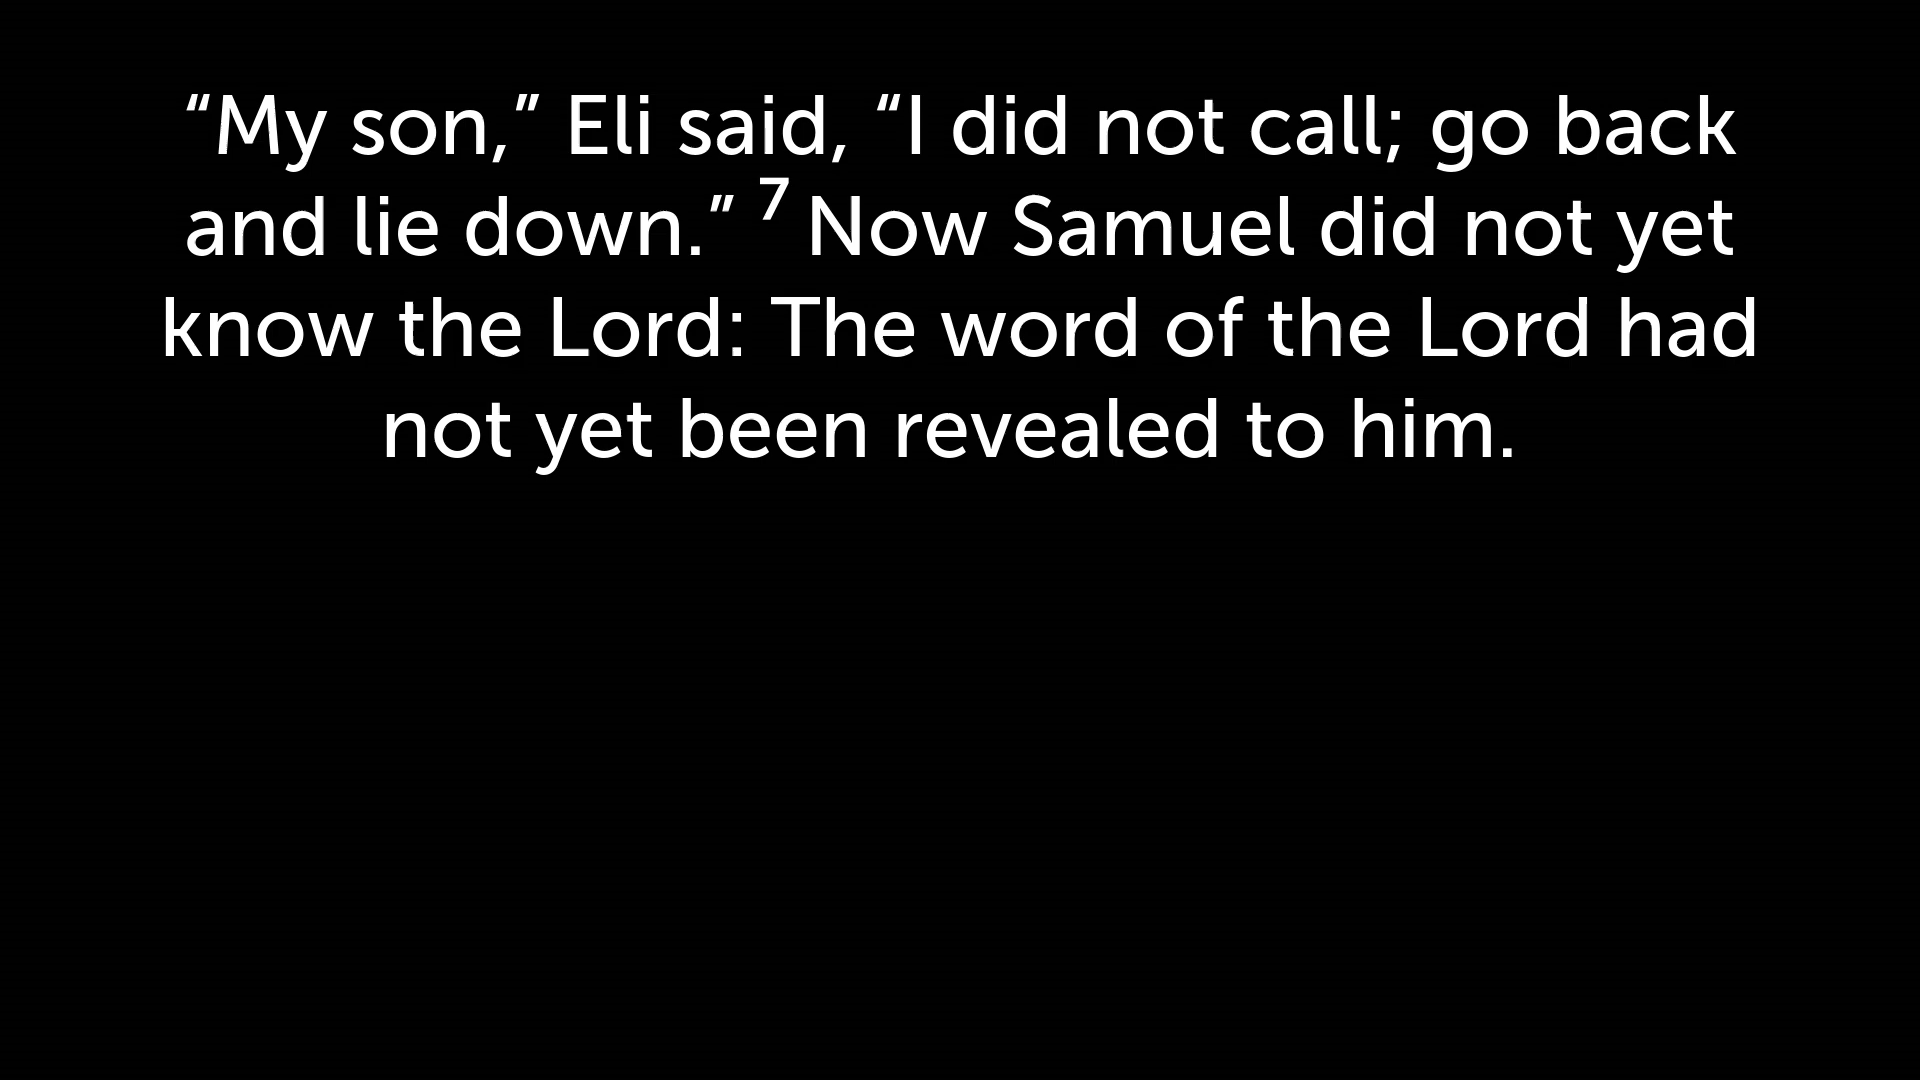 “My son,” Eli said, “I did not call; go back
and lie down.” ⁷ Now Samuel did not yet
know the Lord: The word of the Lord had
not yet been revealed to him.